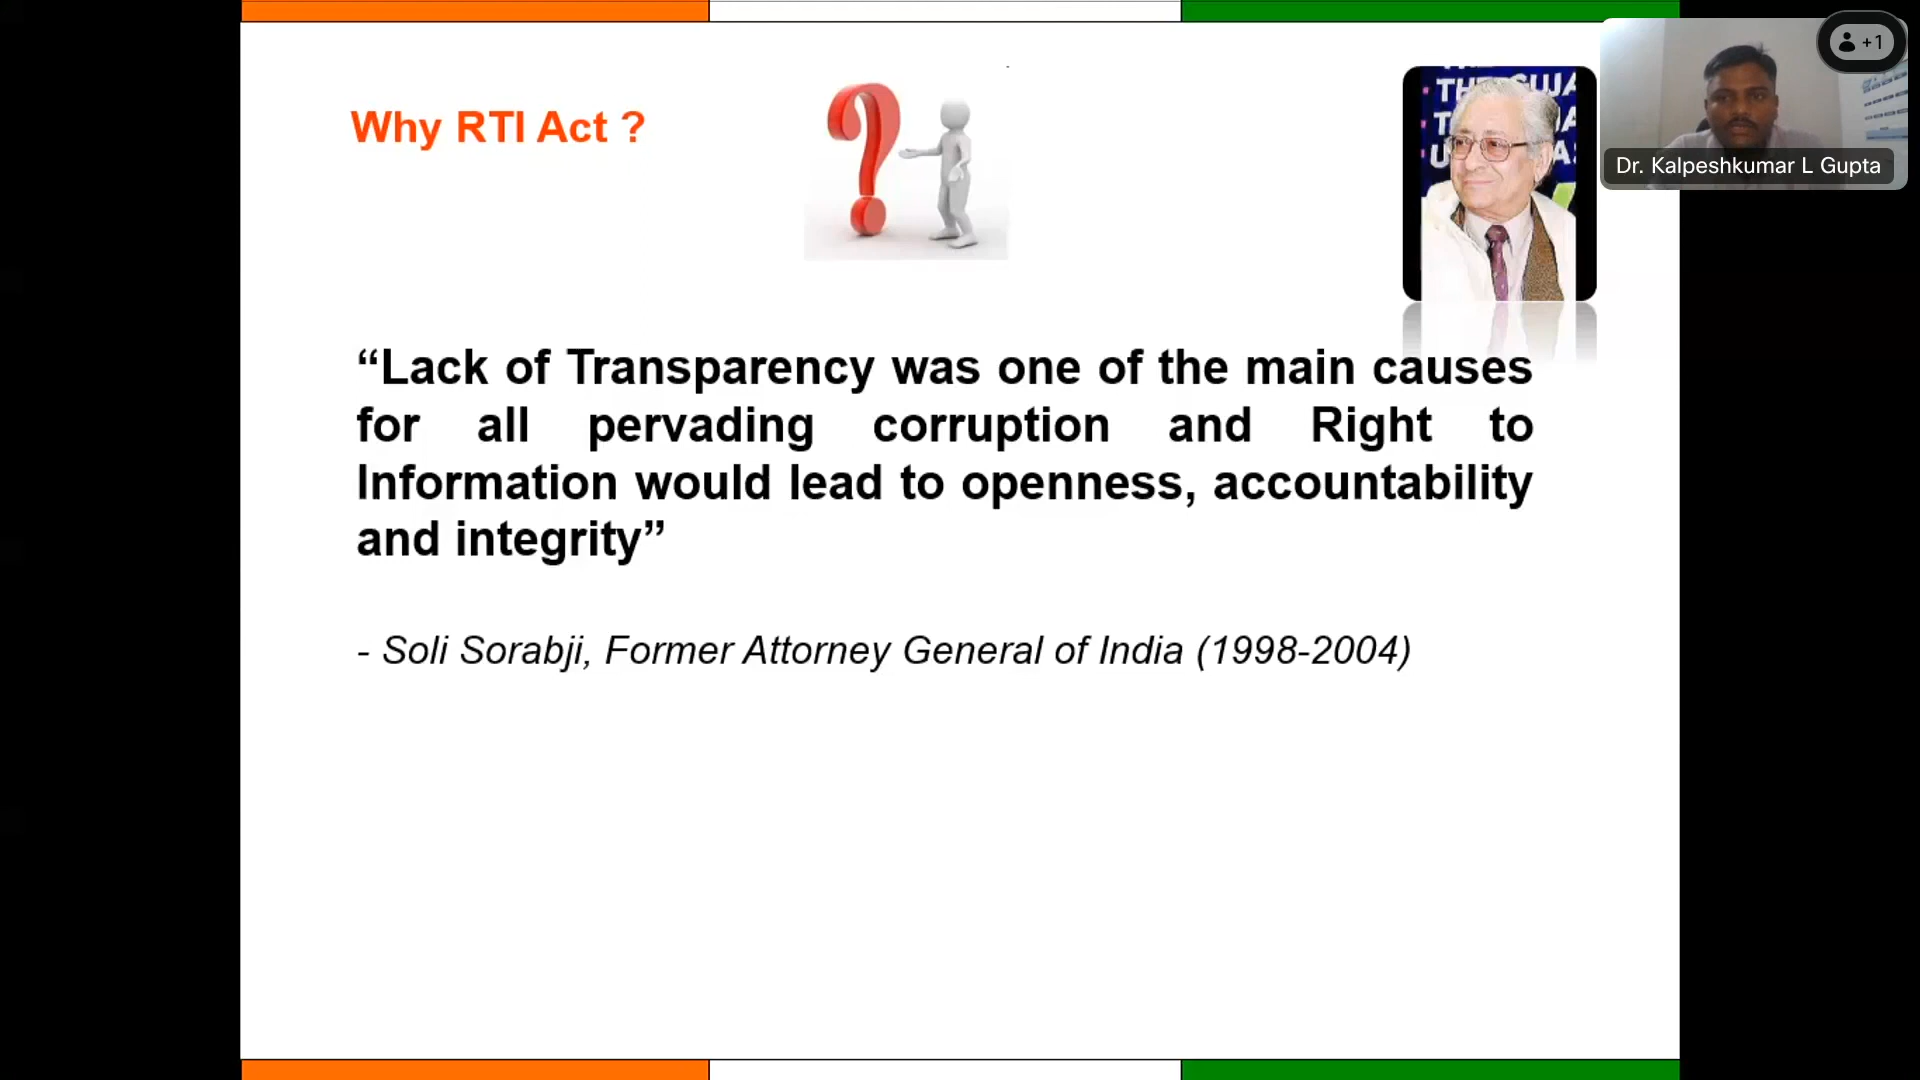 Why RTI Act ?
+1
Dr. Kalpeshkumar L Gupta
“Lack of Transparency was one of the main causes
for all pervading corruption and Right to
Information would lead to openness, accountability
and integrity”
- Soli Sorabji, Former Attorney General of India (1998-2004)